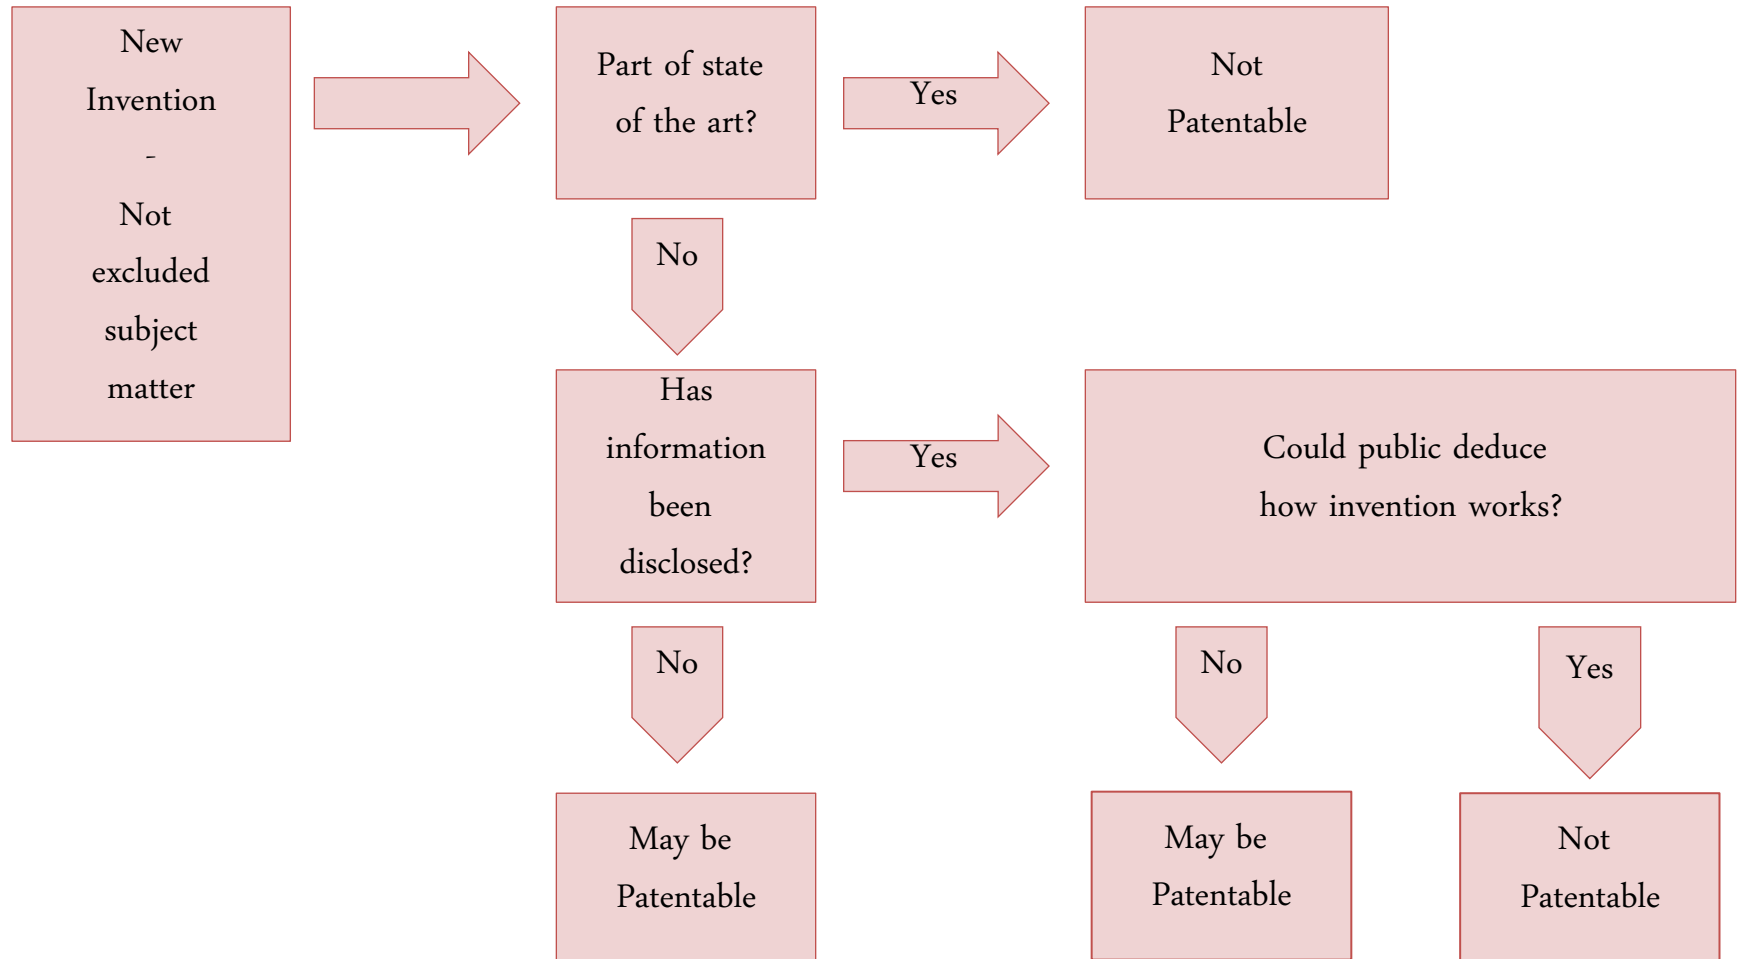 New
Invention
-
Not
excluded
subject
matter
Part of state
of the art?
Yes
Not
Patentable
No
Has
information
been
disclosed?
Yes
Could public deduce
how invention works?
No
No
Yes
May be
Patentable
May be
Patentable
Not
Patentable